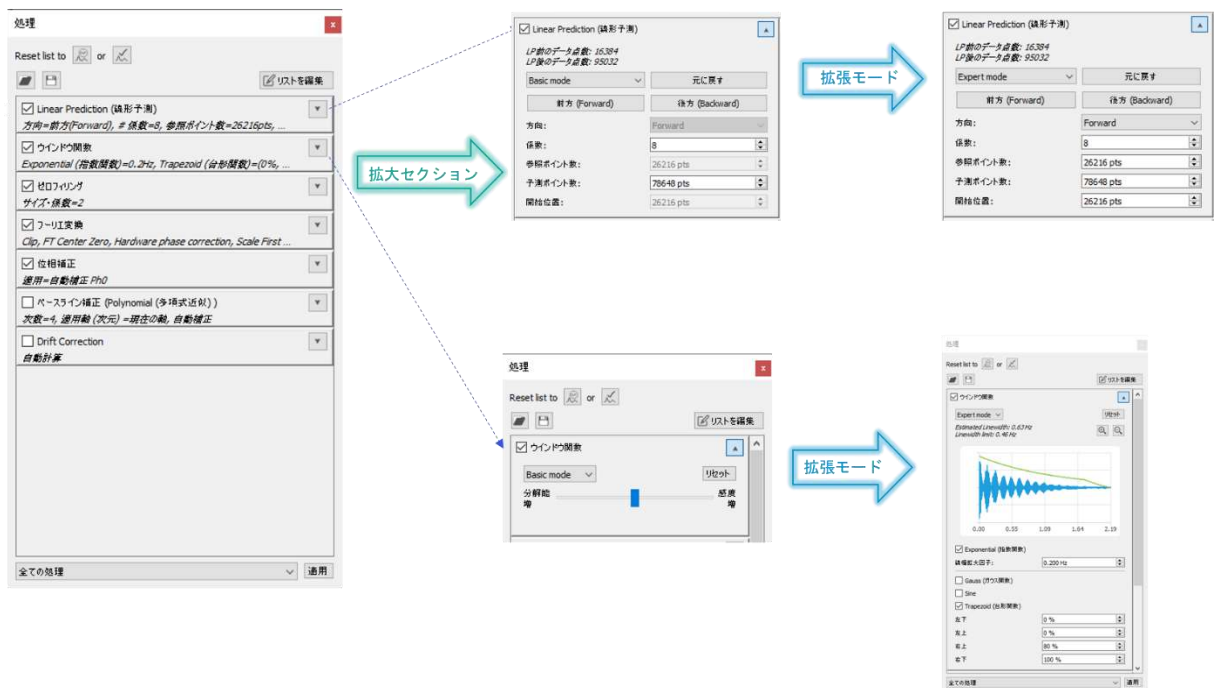 処理
x
Reset list to or
リストを編集
Linear Prediction (線形予測)
方向=前方(Forward), # 係数=8, 参照ポイント数=26216pts, ...
ウインドウ関数
Exponential (指数関数)=0.2Hz, Trapezoid (台形関数)=(0%, ...
ゼロフィリング
サイズ・係数=2
フーリエ変換
Clip, FT Center Zero, Hardware phase correction, Scale First ...
位相補正
適用=自動補正 Ph0
ベースライン補正 (Polynomial (多項式近似) )
次数=4, 適用軸 (次元) =現在の軸, 自動補正
Drift Correction
自動計算
全ての処理
適用
拡大セクション
Linear Prediction (線形予測)
LP前のデータ点数: 16384
LP後のデータ点数: 95032
Basic mode
元に戻す
前方 (Forward)
後方 (Backward)
方向:
Forward
係数:
8
参照ポイント数:
26216 pts
予測ポイント数:
78648 pts
開始位置:
26216 pts
拡張モード
Linear Prediction (線形予測)
LP前のデータ点数: 16384
LP後のデータ点数: 95032
Expert mode
元に戻す
前方 (Forward)
後方 (Backward)
方向:
Forward
係数:
8
参照ポイント数:
26216 pts
予測ポイント数:
78648 pts
開始位置:
26216 pts
処理
x
Reset list to or
リストを編集
ウインドウ関数
Basic mode
リセット
分解能
増
感度
増
拡張モード
処理
Reset list to or
リストを編集
ウインドウ関数
Expert mode
リセット
Estimated Linewidth: 0.63 Hz
Linewidth limit: 0.46 Hz
0.00 0.55 1.09 1.64 2.19
Exponential (指数関数)
線幅拡大因子:
0.200 Hz
Gauss (ガウス関数)
Sine
Trapezoid (台形関数)
左下
0 %
左上
0 %
右上
80 %
右下
100 %
全ての処理
適用